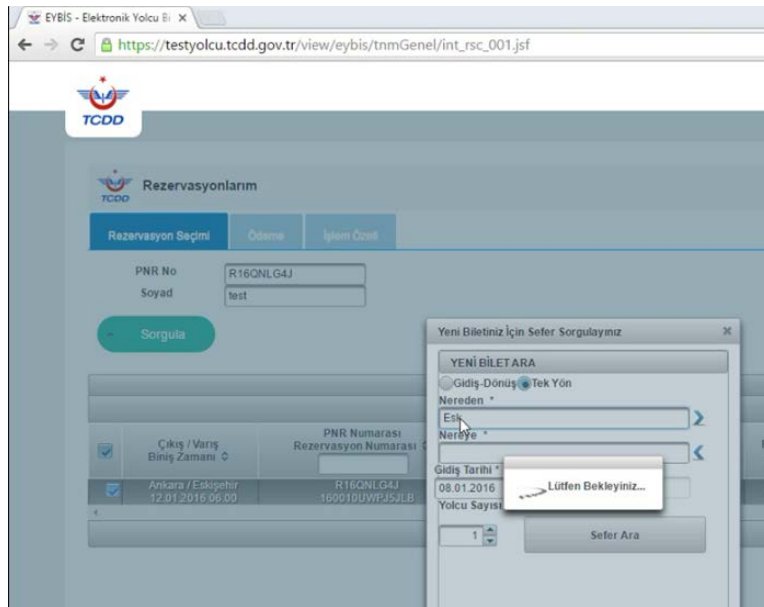 EYBİS - Elektronik Yolcu Bi
https://testyolcu.tcdd.gov.tr/view/eybis/tnmGenel/int_rsc_001.jsf
TCDD
TCDD
Rezervasyonlarım
Rezervasyon Seçimi Ödeme İşlem Özeti
PNR No R16QNLG4J
Soyad test
Sorgula
Çıkış / Varış
Biniş Zamanı
PNR Numarası
Rezervasyon Numarası
Ankara / Eskişehir
12.01.2016 06:00
R16QNLG4J
160010UWPJ5JLB
Yeni Biletiniz İçin Sefer Sorgulayınız
YENİ BİLET ARA
Gidiş-Dönüş Tek Yön
Nereden *
Esk
Nereye *
Gidiş Tarihi *
08.01.2016
Lütfen Bekleyiniz...
Yolcu Sayısı
1
Sefer Ara